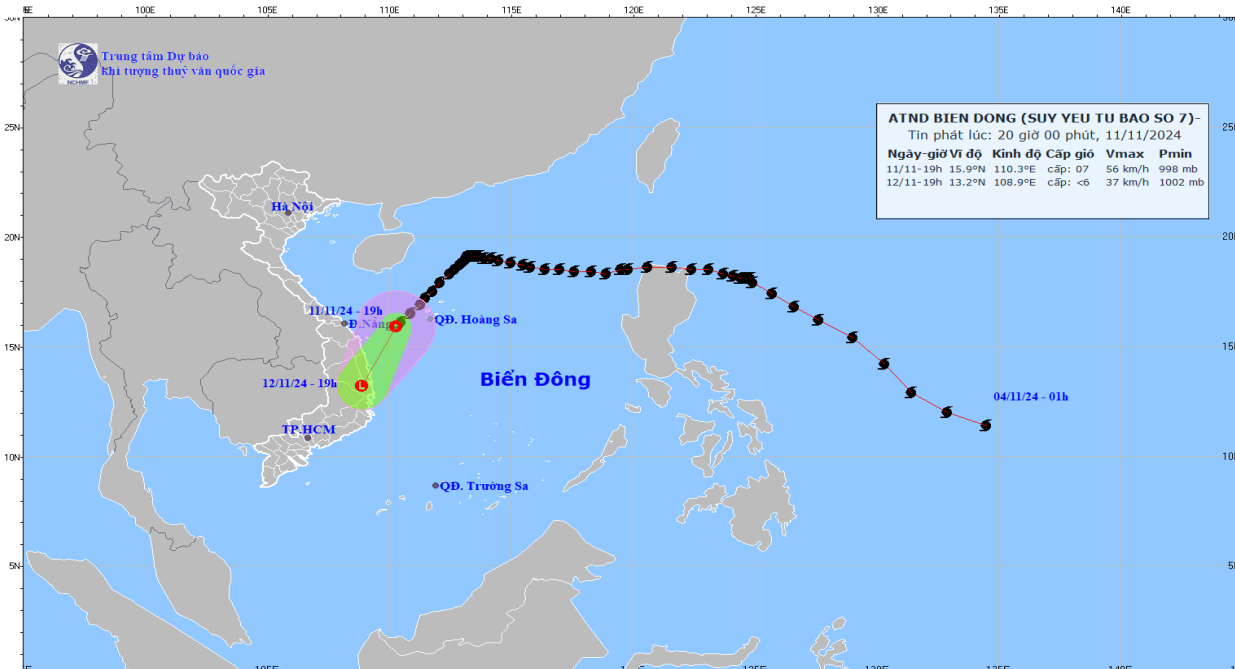 E 100E 105E 110E 115E 120E 125E 130E 135E 140E
30N
Trung tâm Dự báo
khí tượng thuỷ văn quốc gia
NCHMF
ATND BIEN DONG (SUY YEU TU BAO SO 7)-
Tin phát lúc: 20 giờ 00 phút, 11/11/2024
Ngày-giờ Vĩ độ Kinh độ Cấp gió Vmax Pmin
11/11-19h 15.9°N 110.3°E cấp: 07 56 km/h 998 mb
12/11-19h 13.2°N 108.9°E cấp: <6 37 km/h 1002 mb
25N
Hà Nội
20N
11/11/24 - 19h
Đ.Nẵng
QĐ. Hoàng Sa
15N 15N
Biển Đông
12/11/24 - 19h
04/11/24 - 01h
TP.HCM
10N 10N
QĐ. Trường Sa
5N 5N